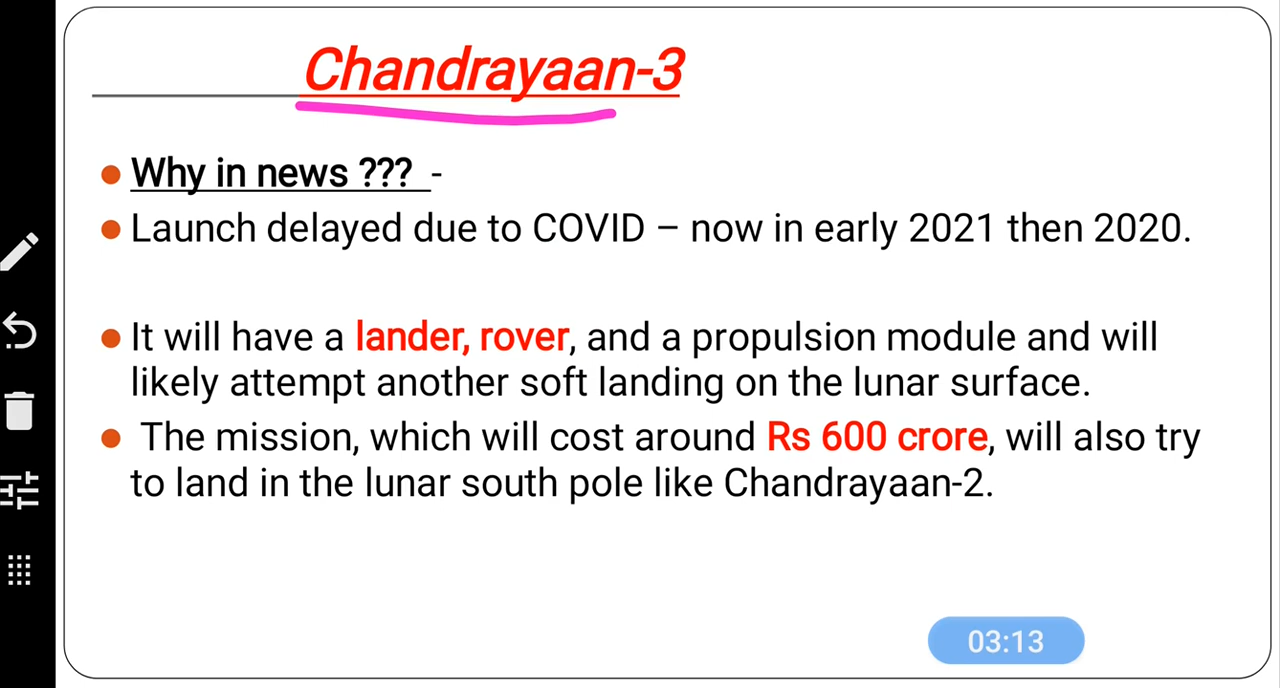 Chandrayaan-3
Why in news ??? -
Launch delayed due to COVID – now in early 2021 then 2020.
It will have a lander, rover, and a propulsion module and will
likely attempt another soft landing on the lunar surface.
The mission, which will cost around Rs 600 crore, will also try
to land in the lunar south pole like Chandrayaan-2.
03:13